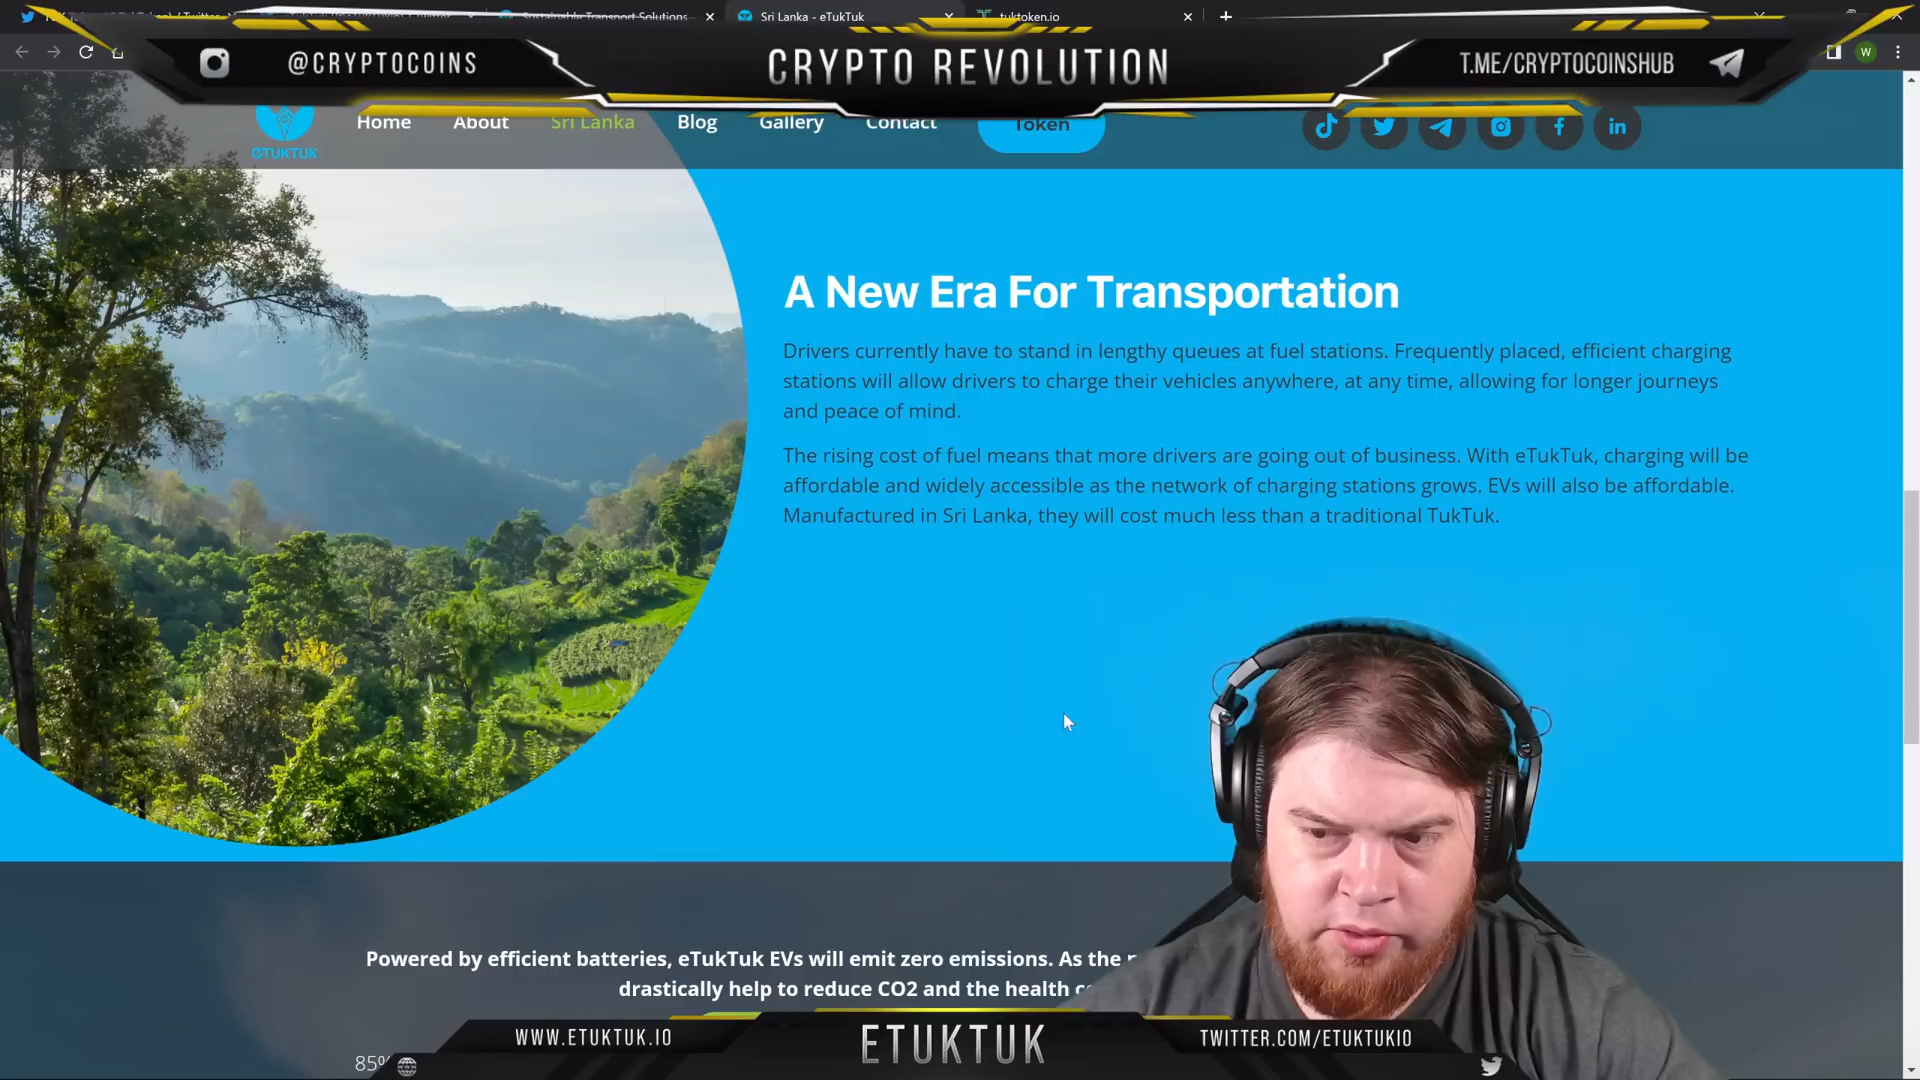 Sustainable Transport Solutions
Sri Lanka - eTukTuk
tuktoken.io
@CRYPTOCOINS
CRYPTO REVOLUTION
T.ME/CRYPTOCOINSHUB
W
eTUKTUK
Home
About
Sri Lanka
Blog
Gallery
Contact
Token
in
A New Era For Transportation
Drivers currently have to stand in lengthy queues at fuel stations. Frequently placed, efficient charging
stations will allow drivers to charge their vehicles anywhere, at any time, allowing for longer journeys
and peace of mind.
The rising cost of fuel means that more drivers are going out of business. With eTukTuk, charging will be
affordable and widely accessible as the network of charging stations grows. EVs will also be affordable.
Manufactured in Sri Lanka, they will cost much less than a traditional TukTuk.
Powered by efficient batteries, eTukTuk EVs will emit zero emissions. As the
drastically help to reduce CO2 and the health
WWW.ETUKTUK.IO
ETUKTUK
TWITTER.COM/ETUKTUKIO
85%